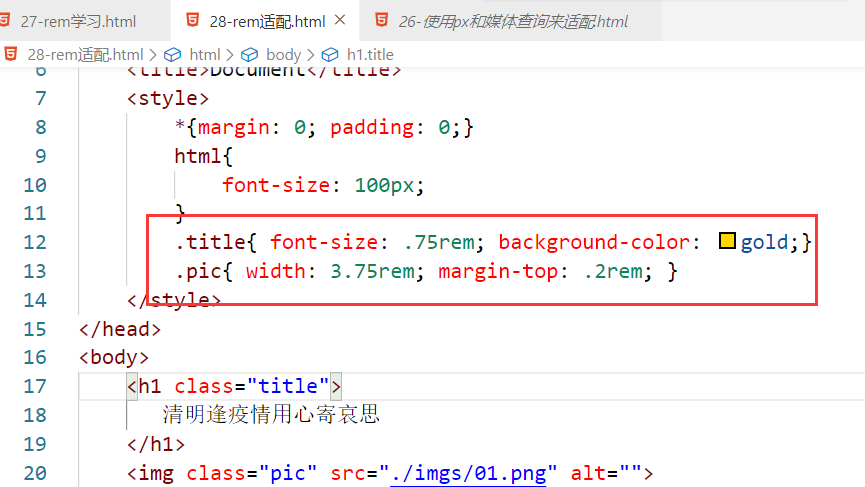 27-rem学习.html 28-rem适配.html 26-使用px和媒体查询来适配.html
28-rem适配.html > html > body > h1.title
6 <title>Document</title>
7 <style>
8 *{margin: 0; padding: 0;}
9 html{
10 font-size: 100px;
11 }
12 .title{ font-size: .75rem; background-color: gold;}
13 .pic{ width: 3.75rem; margin-top: .2rem; }
14 </style>
15 </head>
16 <body>
17 <h1 class="title">
18 清明逢疫情用心寄哀思
19 </h1>
20 <img class="pic" src="./imgs/01.png" alt="">